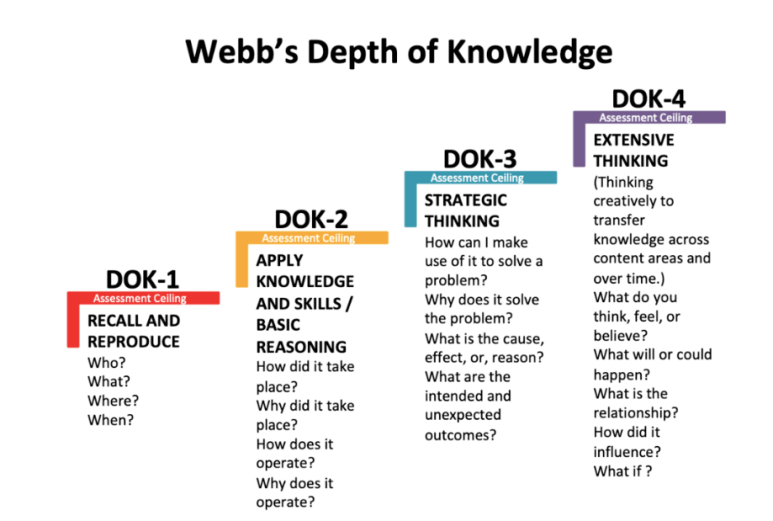 Webb's Depth of Knowledge
DOK-1
Assessment Ceiling
RECALL AND
REPRODUCE
Who?
What?
Where?
When?
DOK-2
Assessment Ceiling
APPLY
KNOWLEDGE
AND SKILLS /
BASIC
REASONING
How did it take
place?
Why did it take
place?
How does it
operate?
Why does it
operate?
DOK-3
Assessment Ceiling
STRATEGIC
THINKING
How can I make
use of it to solve a
problem?
Why does it solve
the problem?
What is the cause,
effect, or, reason?
What are the
intended and
unexpected
outcomes?
DOK-4
Assessment Ceiling
EXTENSIVE
THINKING
(Thinking
creatively to
transfer
knowledge across
content areas and
over time.)
What do you
think, feel, or
believe?
What will or could
happen?
What is the
relationship?
How did it
influence?
What if ?